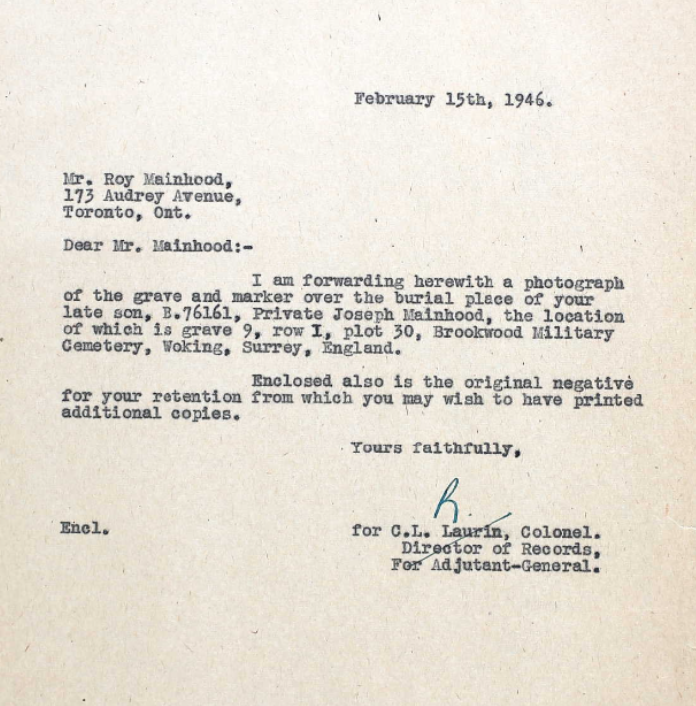 February 15th, 1946.
Mr. Roy Mainhood,
173 Audrey Avenue,
Toronto, Ont.
Dear Mr. Mainhood:-
I am forwarding herewith a photograph
of the grave and marker over the burial place of your
late son, B.76161, Private Joseph Mainhood, the location
of which is grave 9, row I, plot 30, Brookwood Military
Cemetery, Woking, Surrey, England.
Enclosed also is the original negative
for your retention from which you may wish to have printed
additional copies.
Yours faithfully,
R.
Encl.
for C.L. Laurin, Colonel.
Director of Records,
For Adjutant-General.